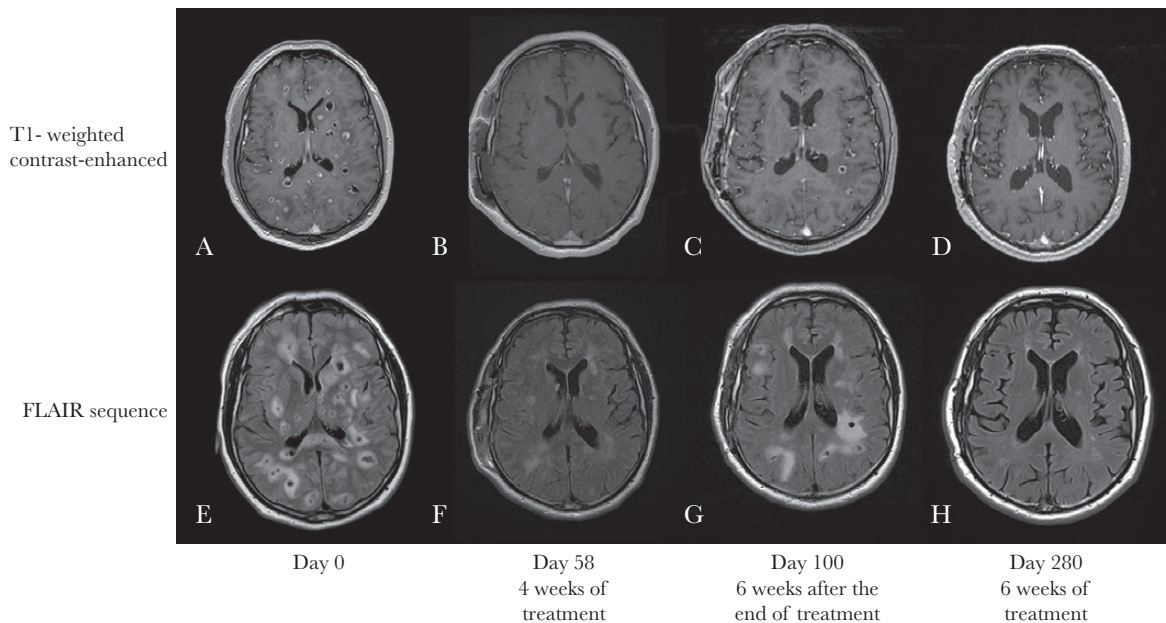 T1- weighted
contrast-enhanced
A
B
C
D
FLAIR sequence
E
F
G
H
Day 0
Day 58
4 weeks of
treatment
Day 100
6 weeks after the
end of treatment
Day 280
6 weeks of
treatment